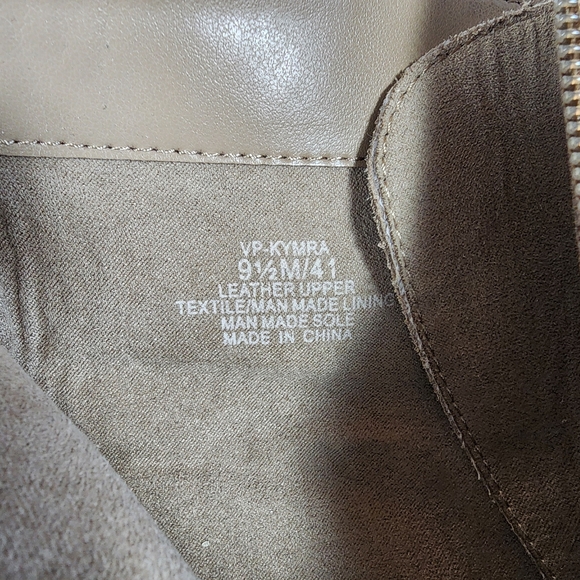 VP-KYMRA
9½M/41
LEATHER UPPER
TEXTILE/MAN MADE LINING
MAN MADE SOLE
MADE IN CHINA